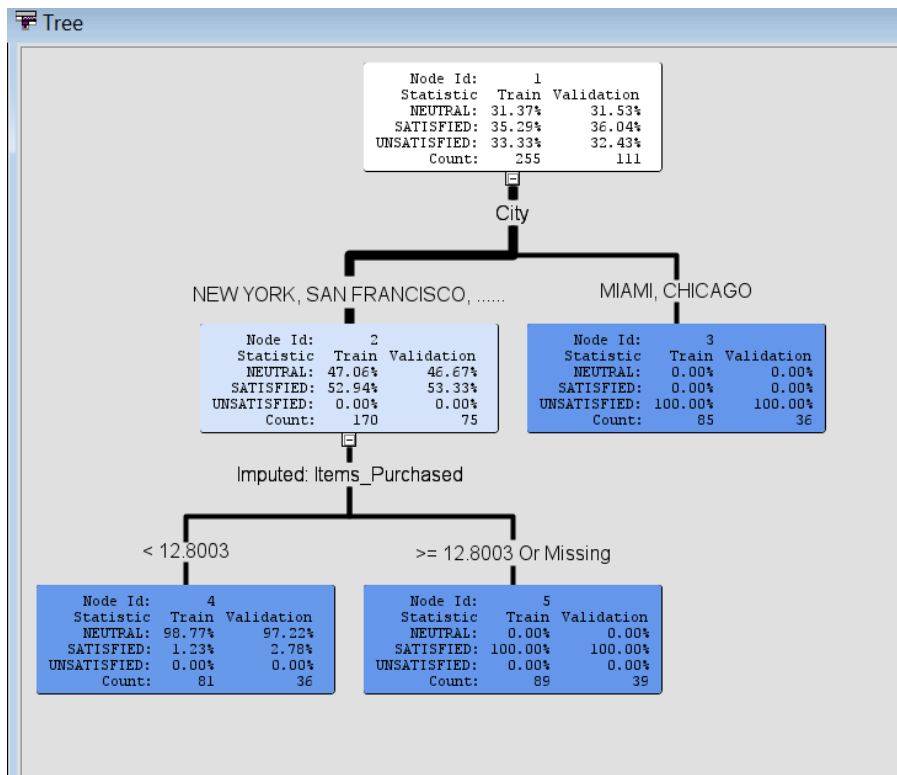 Tree
Node Id: 1
Statistic Train Validation
NEUTRAL: 31.37% 31.53%
SATISFIED: 35.29% 36.04%
UNSATISFIED: 33.33% 32.43%
Count: 255 111
City
NEW YORK, SAN FRANCISCO, ......
MIAMI, CHICAGO
Node Id: 2
Statistic Train Validation
NEUTRAL: 47.06% 46.67%
SATISFIED: 52.94% 53.33%
UNSATISFIED: 0.00% 0.00%
Count: 170 75
Node Id: 3
Statistic Train Validation
NEUTRAL: 0.00% 0.00%
SATISFIED: 0.00% 0.00%
UNSATISFIED: 100.00% 100.00%
Count: 85 36
Imputed: Items_Purchased
< 12.8003
>= 12.8003 Or Missing
Node Id: 4
Statistic Train Validation
NEUTRAL: 98.77% 97.22%
SATISFIED: 1.23% 2.78%
UNSATISFIED: 0.00% 0.00%
Count: 81 36
Node Id: 5
Statistic Train Validation
NEUTRAL: 0.00% 0.00%
SATISFIED: 100.00% 100.00%
UNSATISFIED: 0.00% 0.00%
Count: 89 39